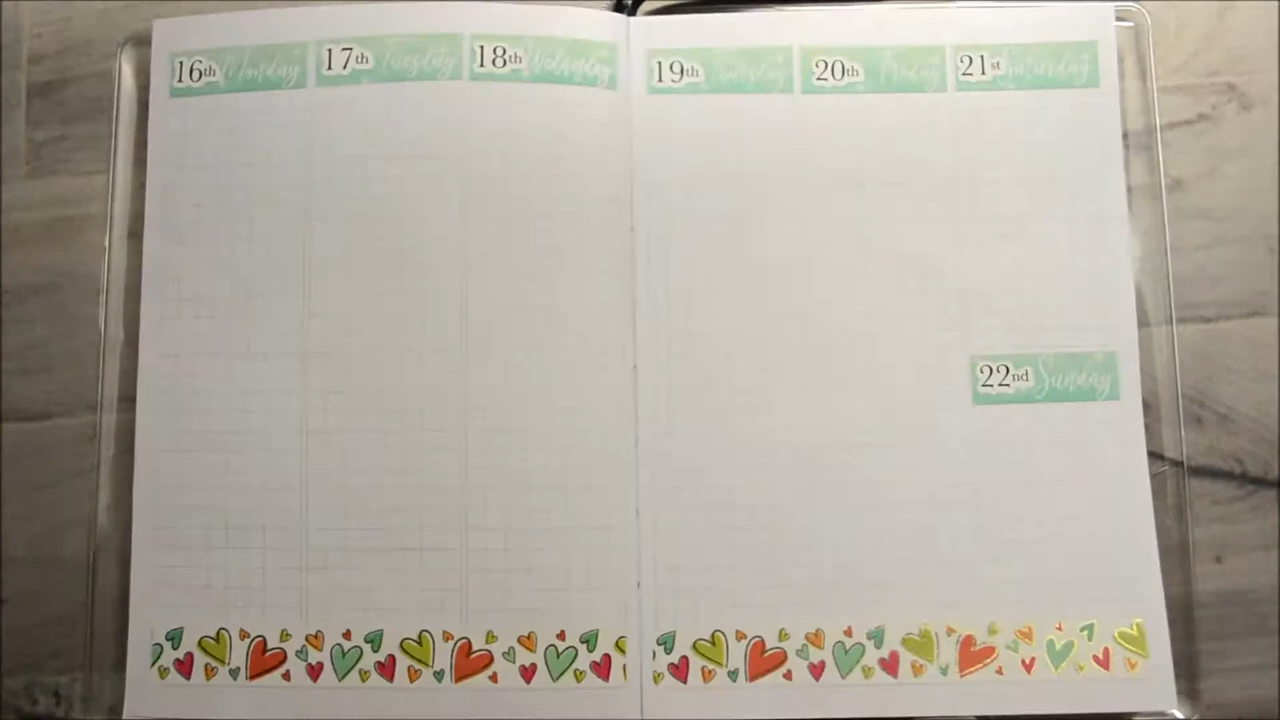 16th Monday
17th Tuesday
18th Wednesday
19th Thursday
20th Friday
21st Saturday
22nd Sunday